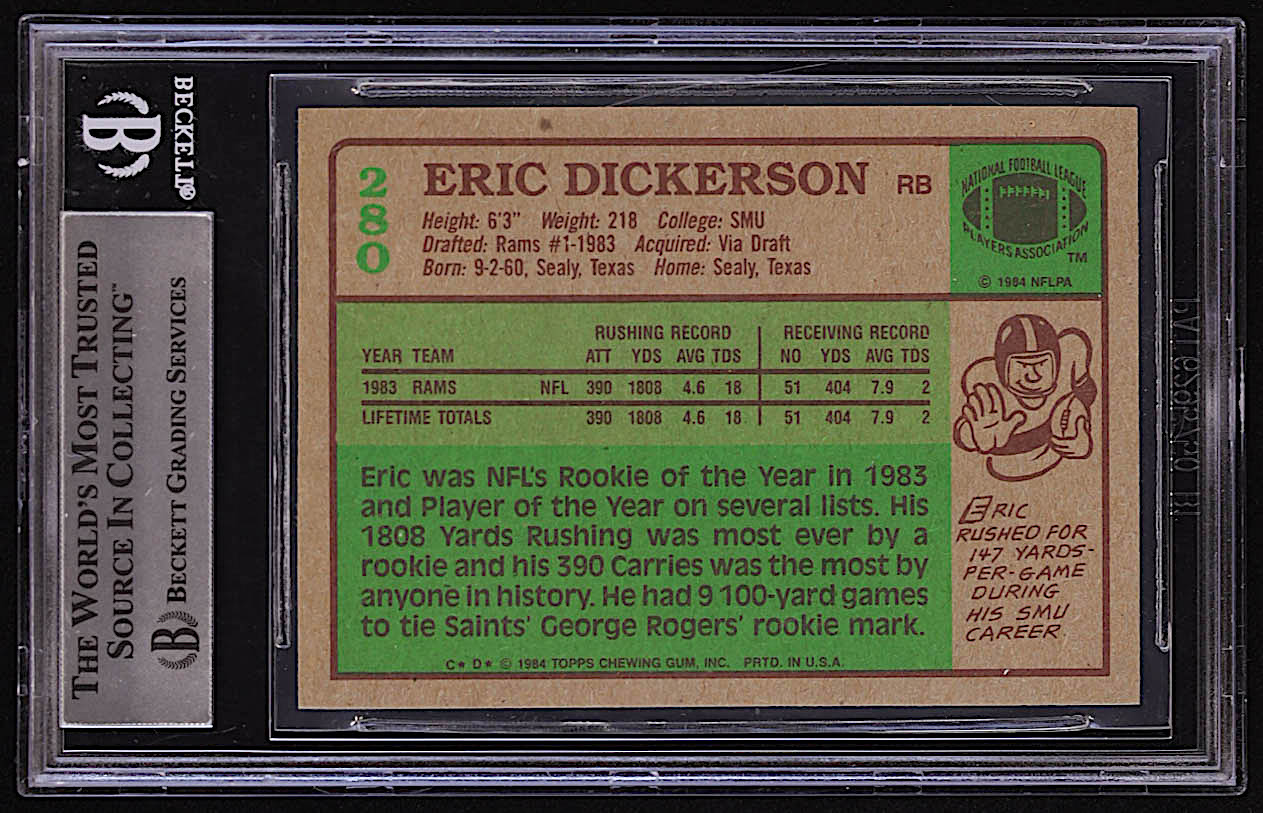 BECKETT®
B
THE WORLD'S MOST TRUSTED
SOURCE IN COLLECTING™
B BECKETT GRADING SERVICES
280
ERIC DICKERSON RB
Height: 6'3" Weight: 218 College: SMU
Drafted: Rams #1-1983 Acquired: Via Draft
Born: 9-2-60, Sealy, Texas Home: Sealy, Texas
NATIONAL FOOTBALL LEAGUE
PLAYERS ASSOCIATION
TM
© 1984 NFLPA
RUSHING RECORD RECEIVING RECORD
YEAR TEAM ATT YDS AVG TDS NO YDS AVG TDS
1983 RAMS NFL 390 1808 4.6 18 51 404 7.9 2
LIFETIME TOTALS 390 1808 4.6 18 51 404 7.9 2
Eric was NFL's Rookie of the Year in 1983
and Player of the Year on several lists. His
1808 Yards Rushing was most ever by a
rookie and his 390 Carries was the most by
anyone in history. He had 9 100-yard games
to tie Saints' George Rogers' rookie mark.
C* D* © 1984 TOPPS CHEWING GUM, INC. PRTD. IN U.S.A.
ERIC
RUSHED FOR
147 YARDS-
PER-GAME
DURING
HIS SMU
CAREER